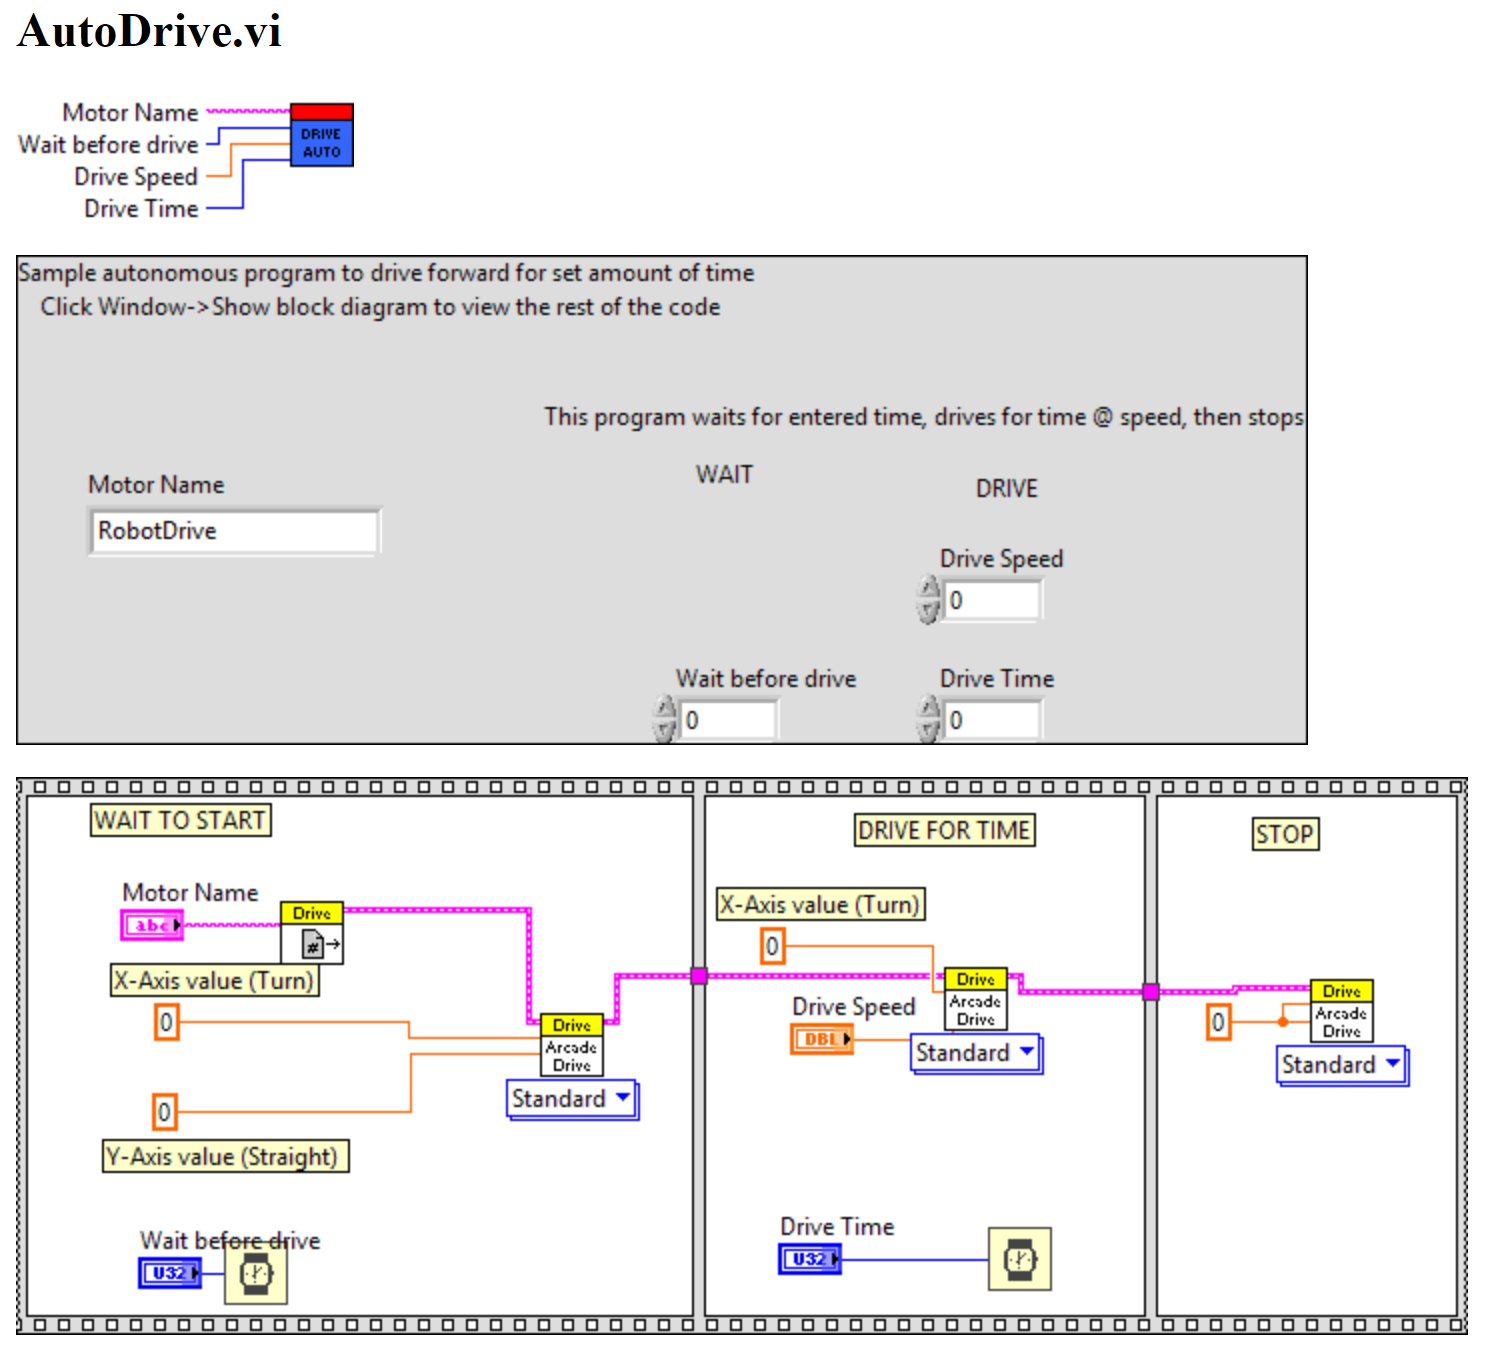 AutoDrive.vi
Motor Name
Wait before drive
Drive Speed
Drive Time
DRIVE
AUTO
Sample autonomous program to drive forward for set amount of time
Click Window->Show block diagram to view the rest of the code
This program waits for entered time, drives for time @ speed, then stops
WAIT
DRIVE
Motor Name
RobotDrive
Drive Speed
0
Wait before drive
0
Drive Time
0
WAIT TO START
Motor Name
abc
Drive
#
X-Axis value (Turn)
0
Drive
Arcade
Drive
Standard
0
Y-Axis value (Straight)
Wait before drive
U32
DRIVE FOR TIME
X-Axis value (Turn)
0
Drive
Arcade
Drive
Drive Speed
DBL
Standard
Drive Time
U32
STOP
0
Drive
Arcade
Drive
Standard